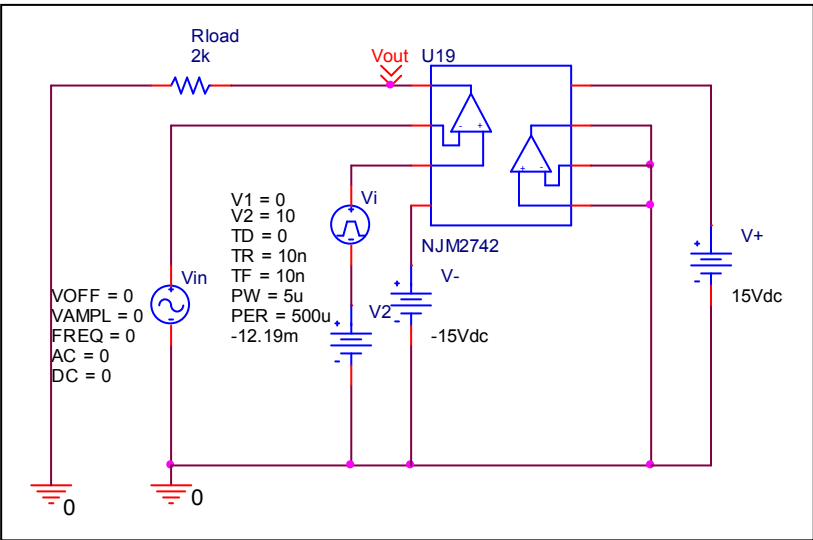 Rload
2k
Vout
U19
- +
+ -
V1 = 0
V2 = 10
TD = 0
TR = 10n
TF = 10n
PW = 5u
PER = 500u
-12.19m
+
Vi
-
NJM2742
+
V-
-
-15Vdc
+
V+
-
15Vdc
+
Vin
-
VOFF = 0
VAMPL = 0
FREQ = 0
AC = 0
DC = 0
+
V2
-
0
0